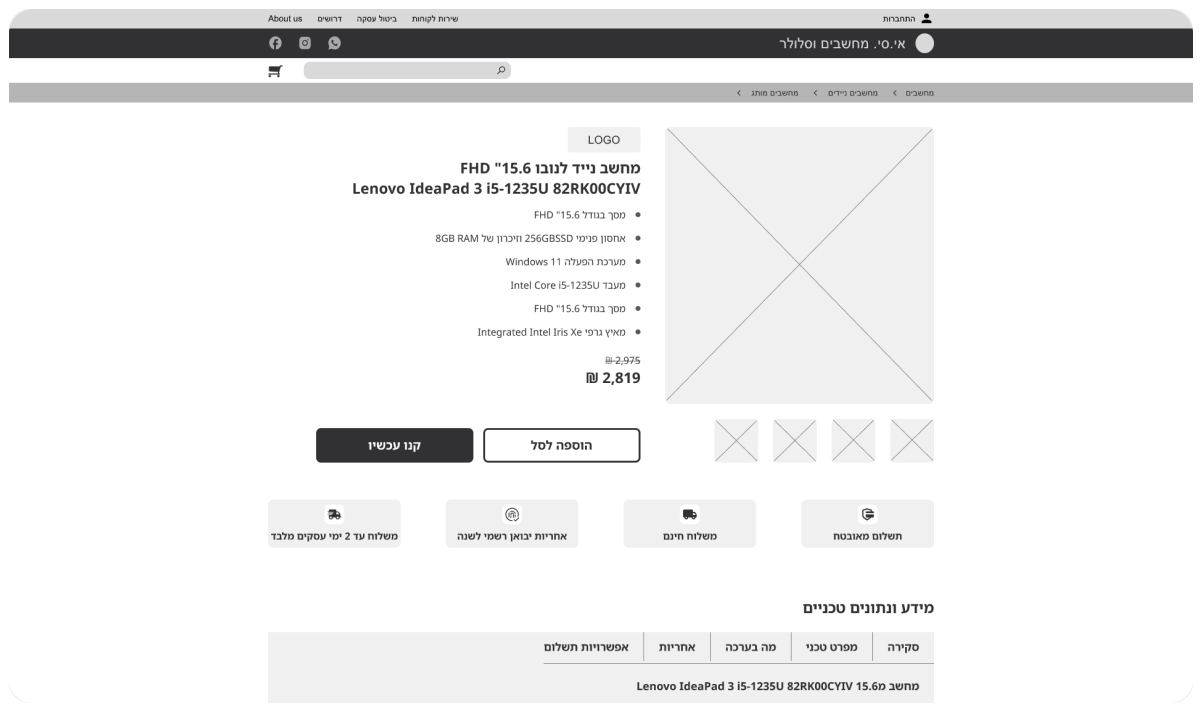 התחברות
שירות לקוחות ביטול עסקה דרושים About us
אי.סי. מחשבים וסלולר
מחשבים מחשבים ניידים מחשבים מותג
LOGO
מחשב נייד לנובו 15.6" FHD
Lenovo IdeaPad 3 i5-1235U 82RK00CYIV
מסך בגודל 15.6" FHD
אחסון פנימי 256GBSSD וזיכרון של 8GB RAM
מערכת הפעלה Windows 11
מעבד Intel Core i5-1235U
מסך בגודל 15.6" FHD
מאיץ גרפי Integrated Intel Iris Xe
2,975 ₪
2,819 ₪
הוספה לסל
קנו עכשיו
תשלום מאובטח
משלוח חינם
אחריות יבואן רשמי לשנה
משלוח עד 2 ימי עסקים מלבד
מידע ונתונים טכניים
סקירה מפרט טכני מה בערכה אחריות אפשרויות תשלום
מחשב מ15.6 Lenovo IdeaPad 3 i5-1235U 82RK00CYIV